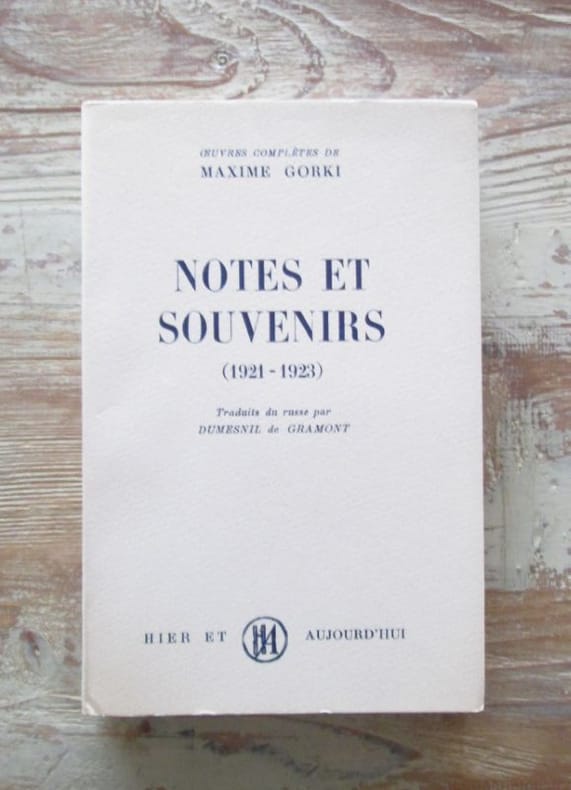 ŒUVRES COMPLÈTES DE
MAXIME GORKI
NOTES ET
SOUVENIRS
(1921-1923)
Traduits du russe par
DUMESNIL de GRAMONT
HIER ET HA AUJOURD'HUI